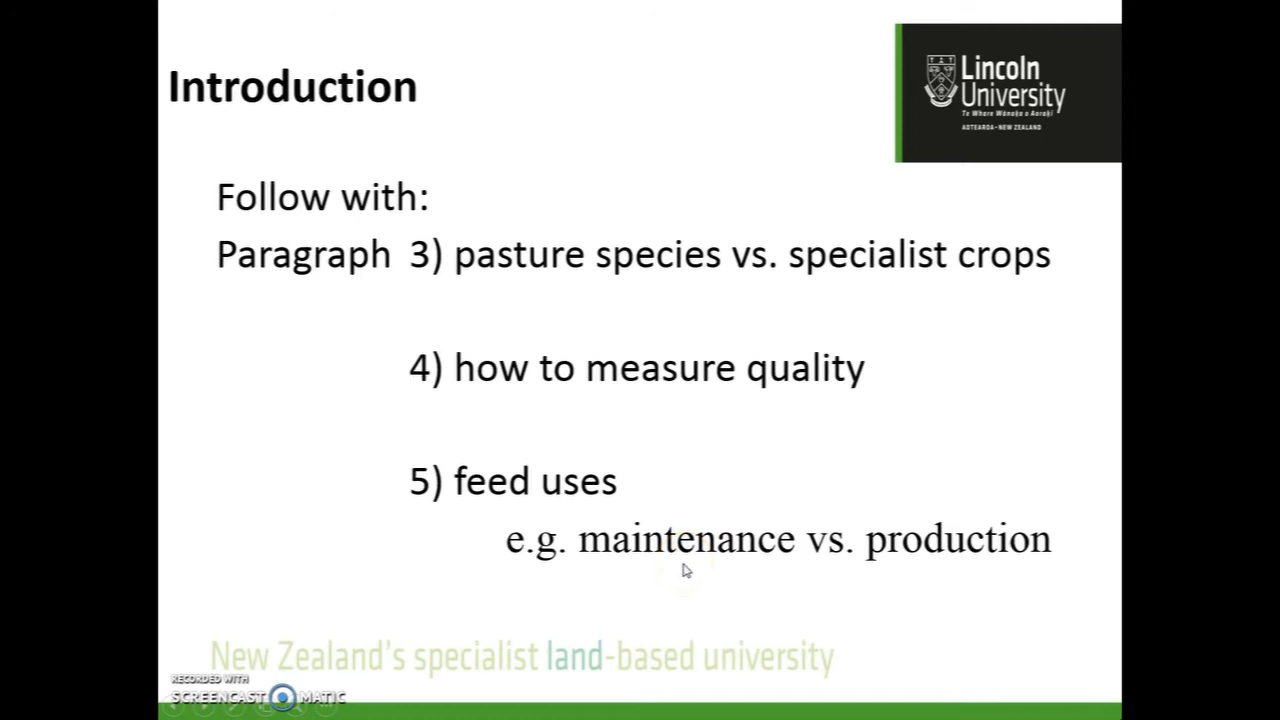 Introduction
Lincoln
University
Te Whare Wānaka o Aoraki
AOTEAROA • NEW ZEALAND
Follow with:
Paragraph 3) pasture species vs. specialist crops
4) how to measure quality
5) feed uses
e.g. maintenance vs. production
New Zealand's specialist land-based university
RECORDED WITH
SCREENCAST MATIC